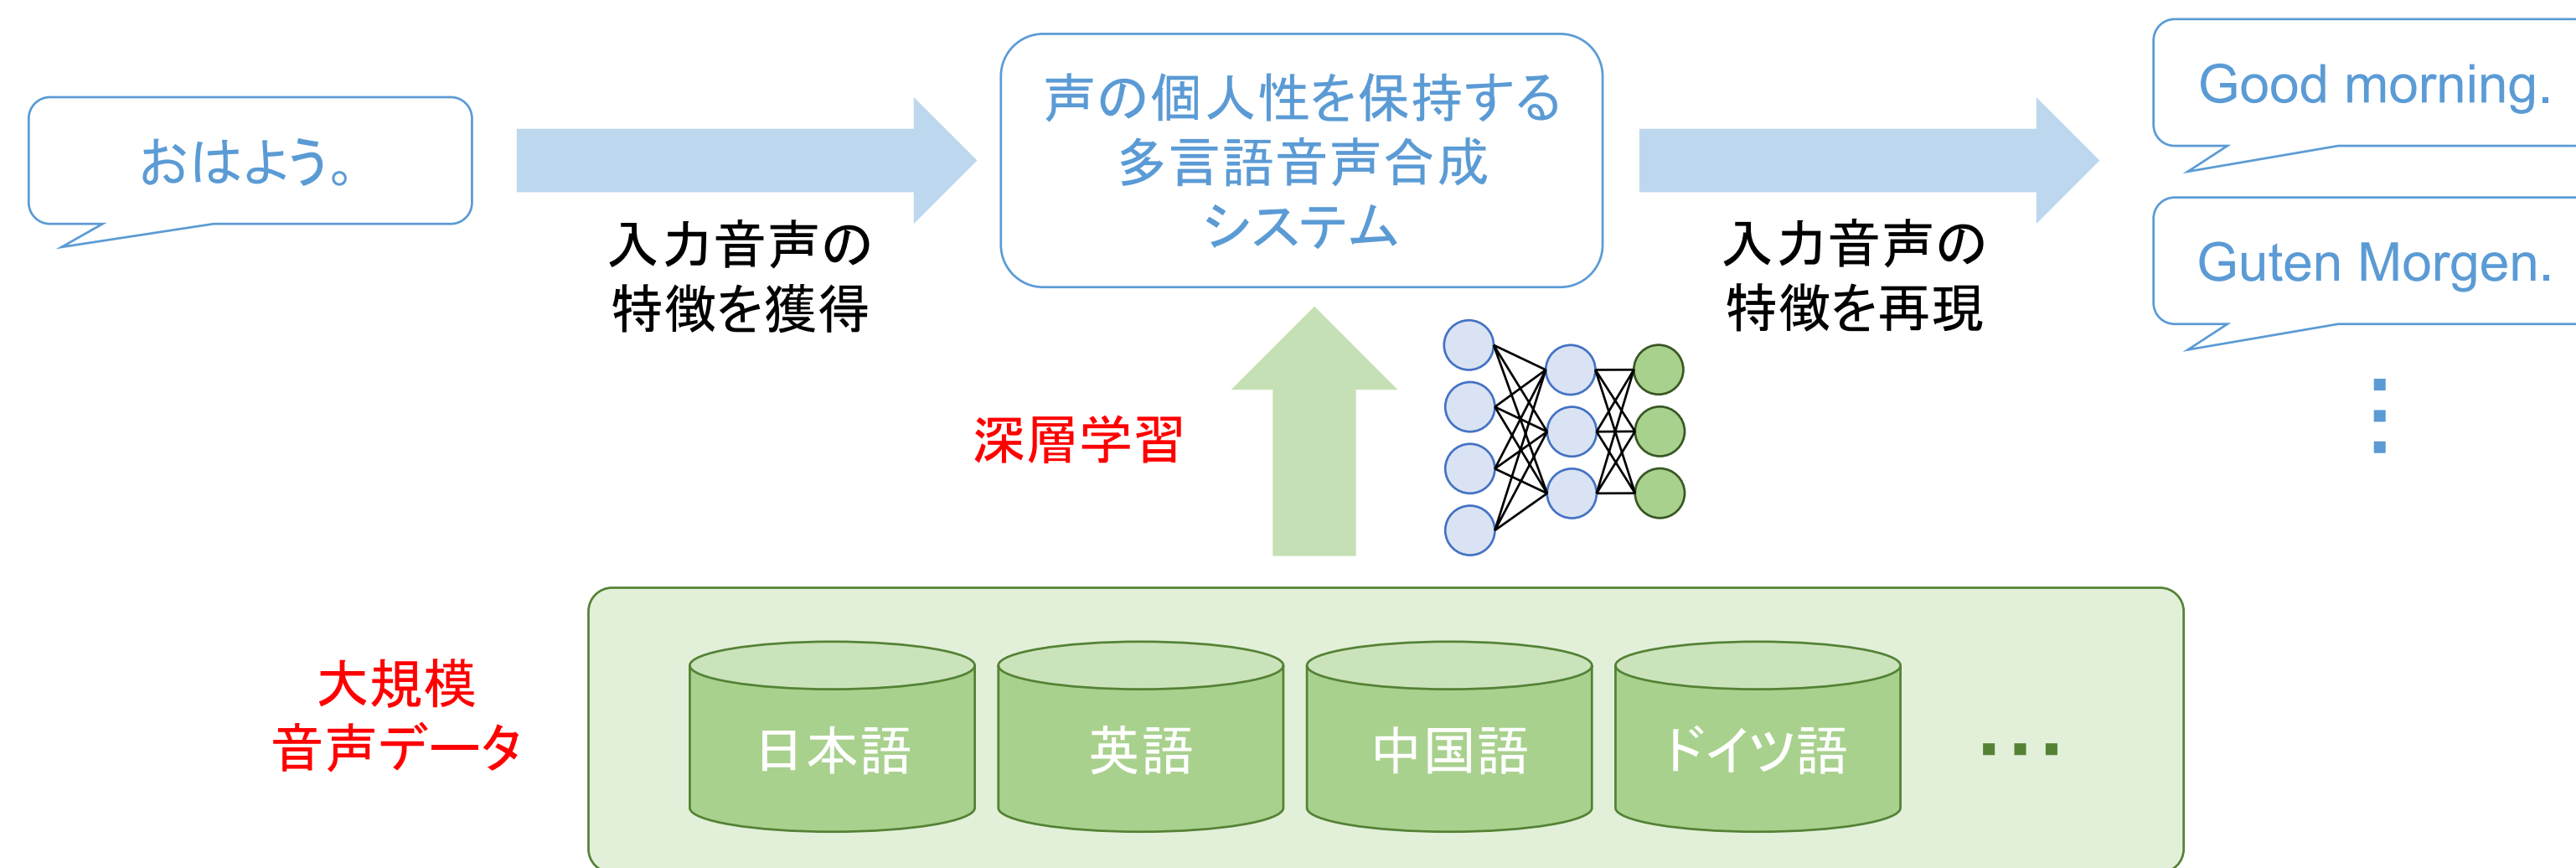 おはよう。
入力音声の
特徴を獲得
声の個人性を保持する
多言語音声合成
システム
入力音声の
特徴を再現
Good morning.
Guten Morgen.
深層学習
大規模
音声データ
日本語
英語
中国語
ドイツ語